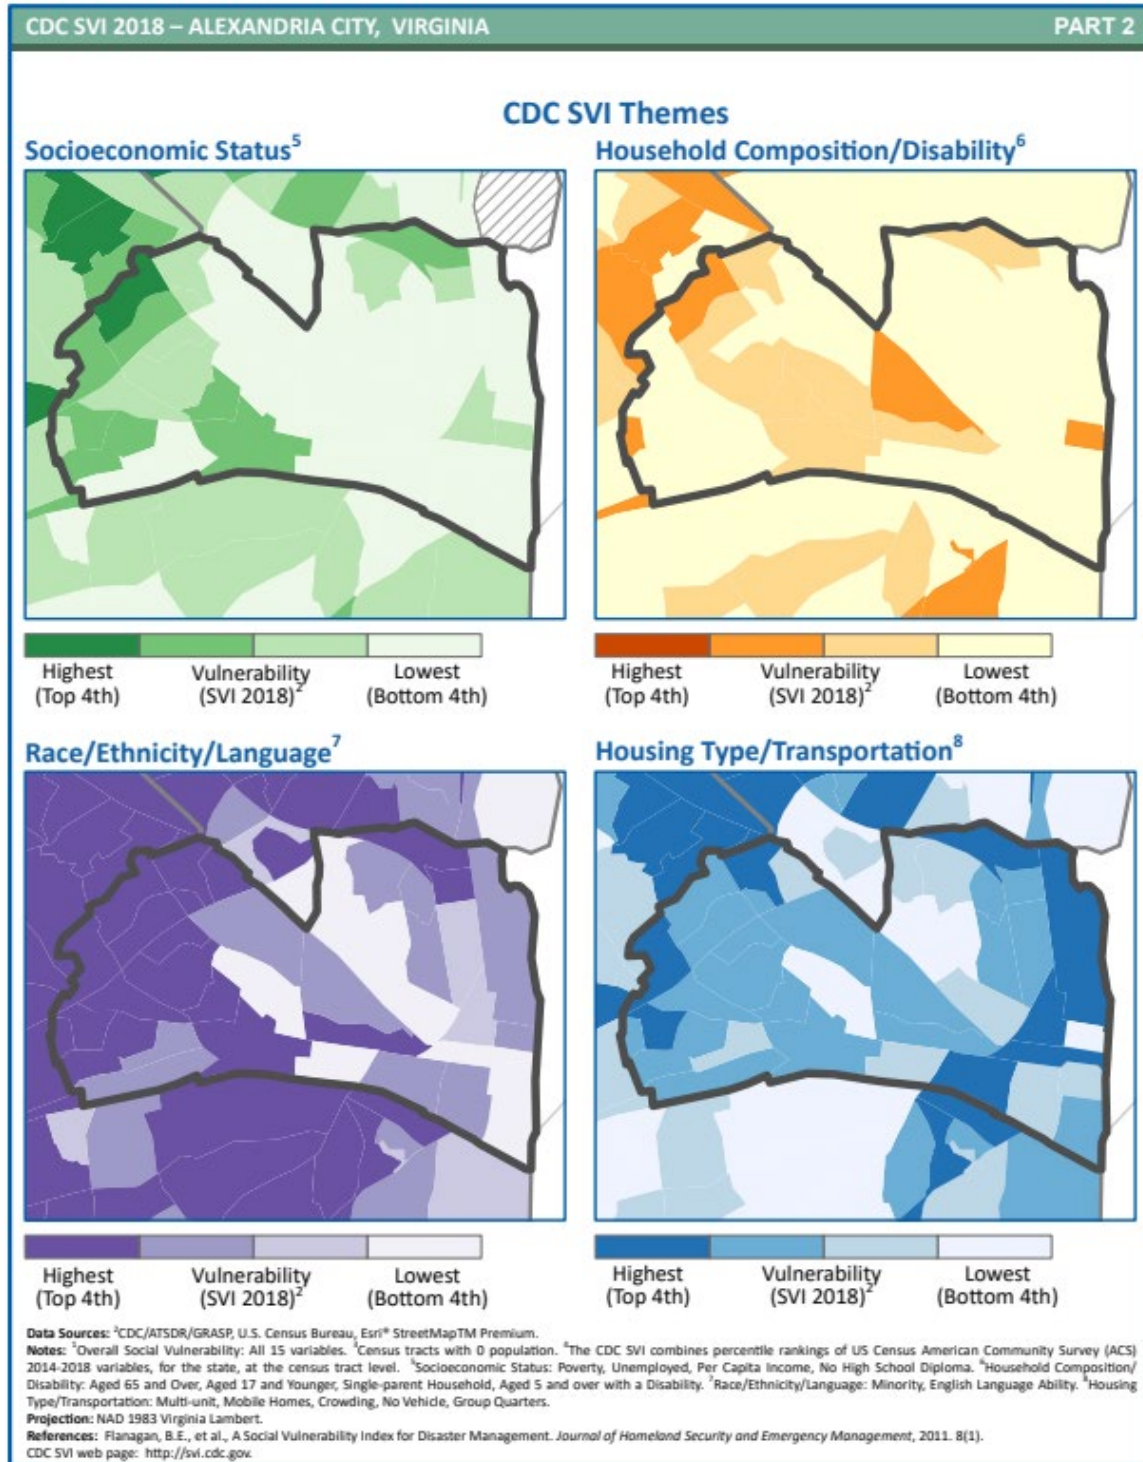 CDC SVI 2018 – ALEXANDRIA CITY, VIRGINIA PART 2
CDC SVI Themes
Socioeconomic Status⁵ Household Composition/Disability⁶
Highest (Top 4th) Vulnerability (SVI 2018)² Lowest (Bottom 4th)
Highest (Top 4th) Vulnerability (SVI 2018)² Lowest (Bottom 4th)
Race/Ethnicity/Language⁷ Housing Type/Transportation⁸
Highest (Top 4th) Vulnerability (SVI 2018)² Lowest (Bottom 4th)
Highest (Top 4th) Vulnerability (SVI 2018)² Lowest (Bottom 4th)
Data Sources: ²CDC/ATSDR/GRASP, U.S. Census Bureau, Esri® StreetMapTM Premium.
Notes: ¹Overall Social Vulnerability: All 15 variables. ³Census tracts with 0 population. ⁴The CDC SVI combines percentile rankings of US Census American Community Survey (ACS)
2014-2018 variables, for the state, at the census tract level. ⁵Socioeconomic Status: Poverty, Unemployed, Per Capita Income, No High School Diploma. ⁶Household Composition/
Disability: Aged 65 and Over, Aged 17 and Younger, Single-parent Household, Aged 5 and over with a Disability. ⁷Race/Ethnicity/Language: Minority, English Language Ability. ⁸Housing
Type/Transportation: Multi-unit, Mobile Homes, Crowding, No Vehicle, Group Quarters.
Projection: NAD 1983 Virginia Lambert.
References: Flanagan, B.E., et al., A Social Vulnerability Index for Disaster Management. Journal of Homeland Security and Emergency Management, 2011. 8(1).
CDC SVI web page: http://svi.cdc.gov.